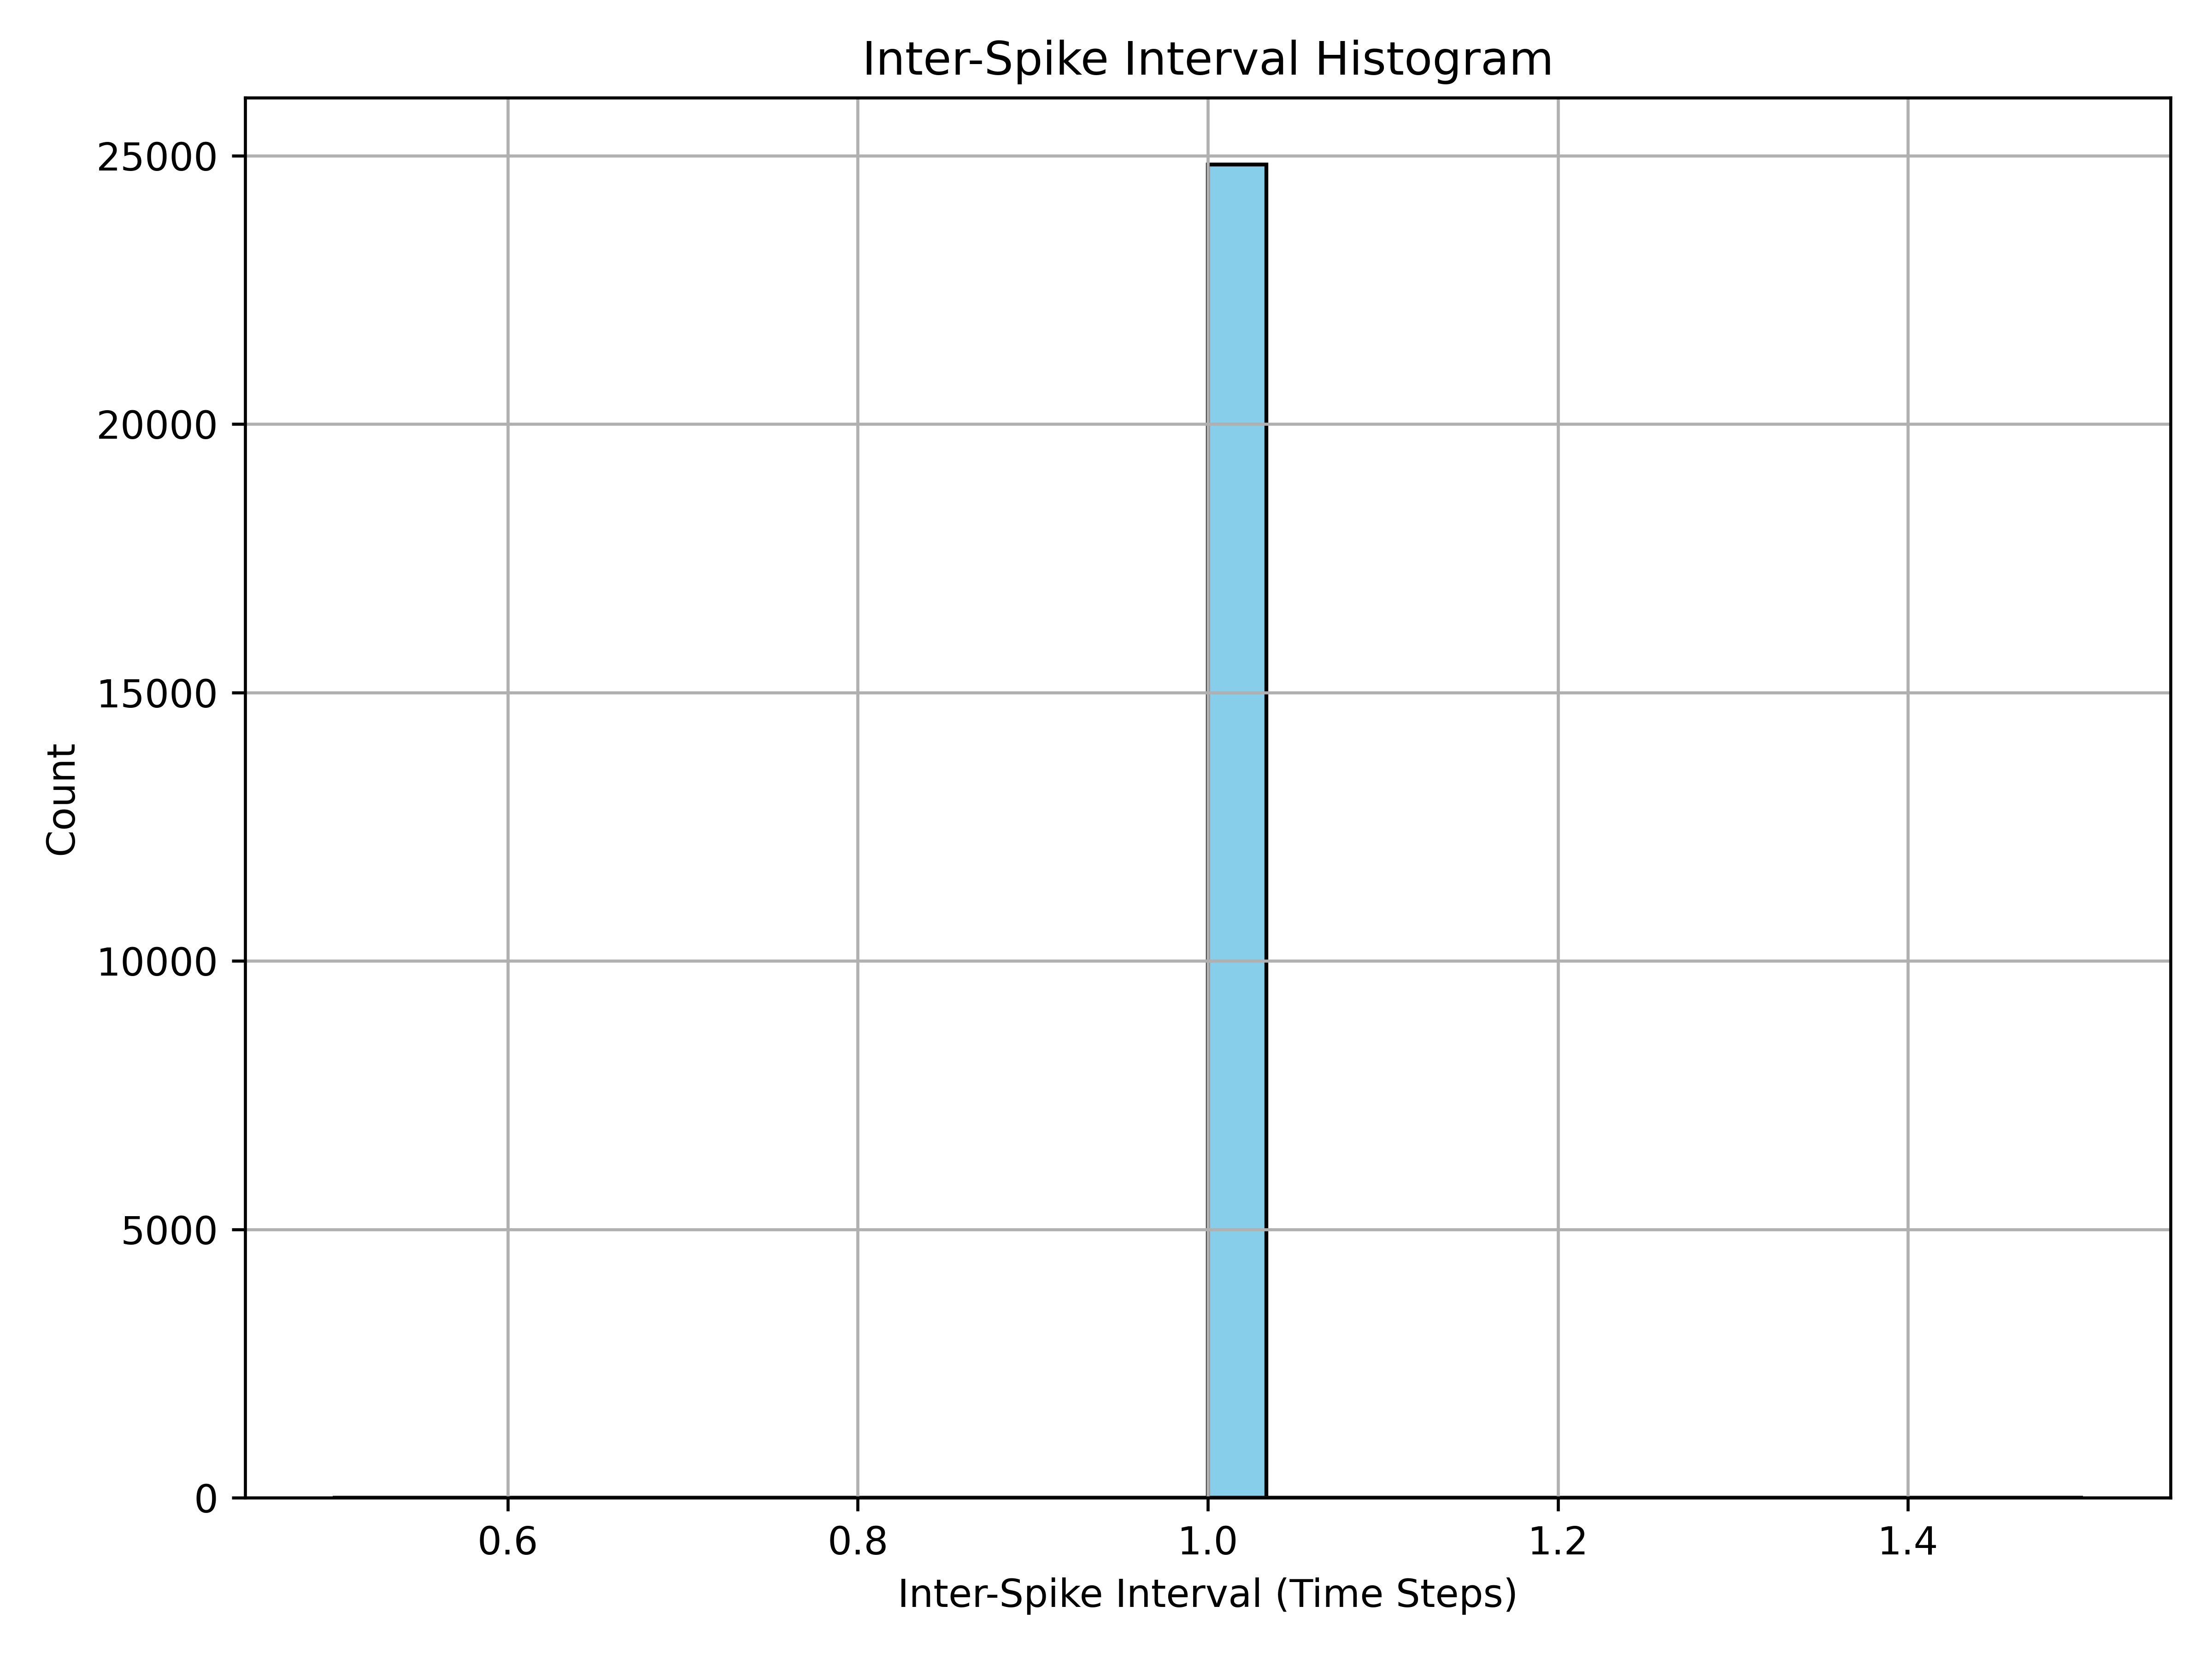 Inter-Spike Interval Histogram
25000
20000
15000
10000
5000
0
Count
0.6 0.8 1.0 1.2 1.4
Inter-Spike Interval (Time Steps)